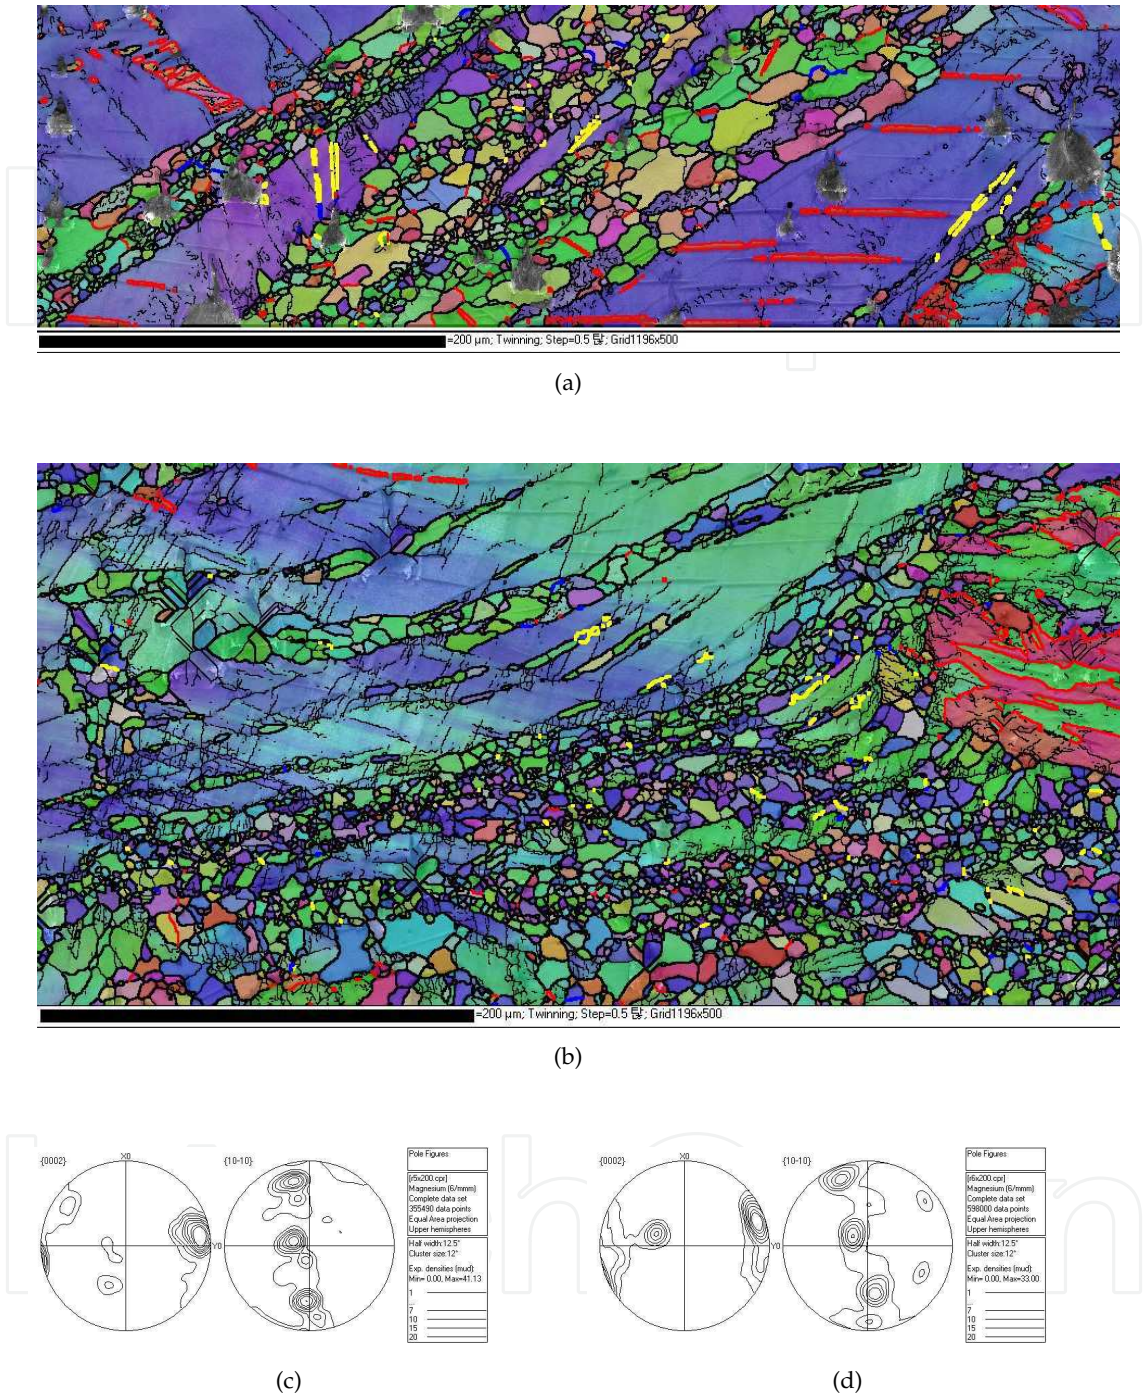 =200 µm; Twinning; Step=0.5 탆; Grid1196x500
(a)
=200 µm; Twinning; Step=0.5 탆; Grid1196x500
(b)
{0002}
X0
Y0
{10-10}
Pole Figures
[r5x200.cpr]
Magnesium (6/mmm)
Complete data set
355490 data points
Equal Area projection
Upper hemispheres
Half width:12.5°
Cluster size:12°
Exp. densities (mud):
Min= 0.00, Max=41.13
1
...
7
10
15
20
(c)
{0002}
X0
Y0
{10-10}
Pole Figures
[r6x200.cpr]
Magnesium (6/mmm)
Complete data set
598000 data points
Equal Area projection
Upper hemispheres
Half width:12.5°
Cluster size:12°
Exp. densities (mud):
Min= 0.00, Max=33.00
1
...
7
10
15
20
(d)